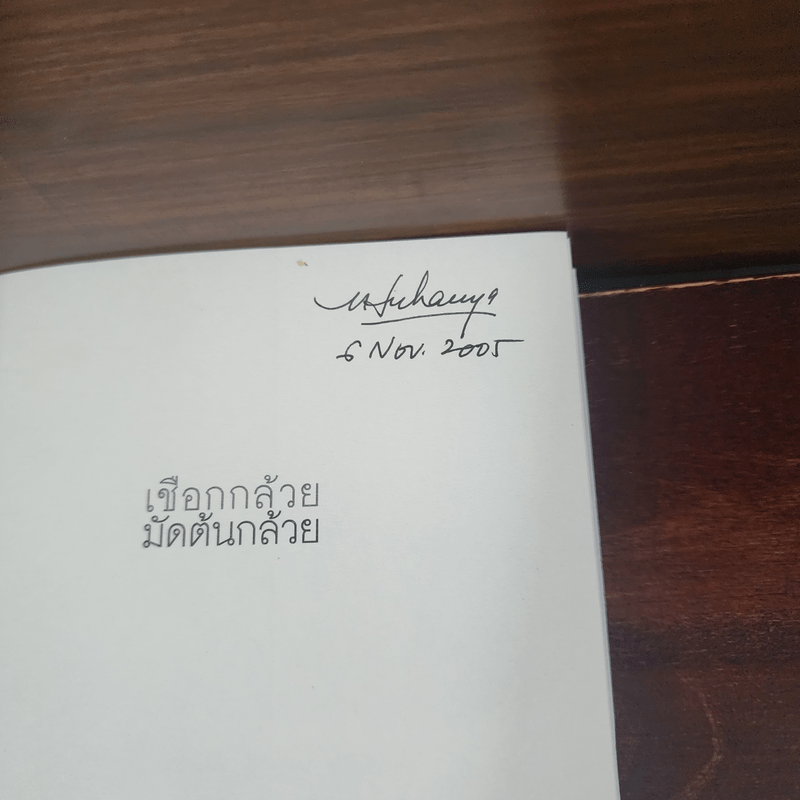 Suhanya
6 Nov. 2005
เชือกกล้วย
มัดต้นกล้วย